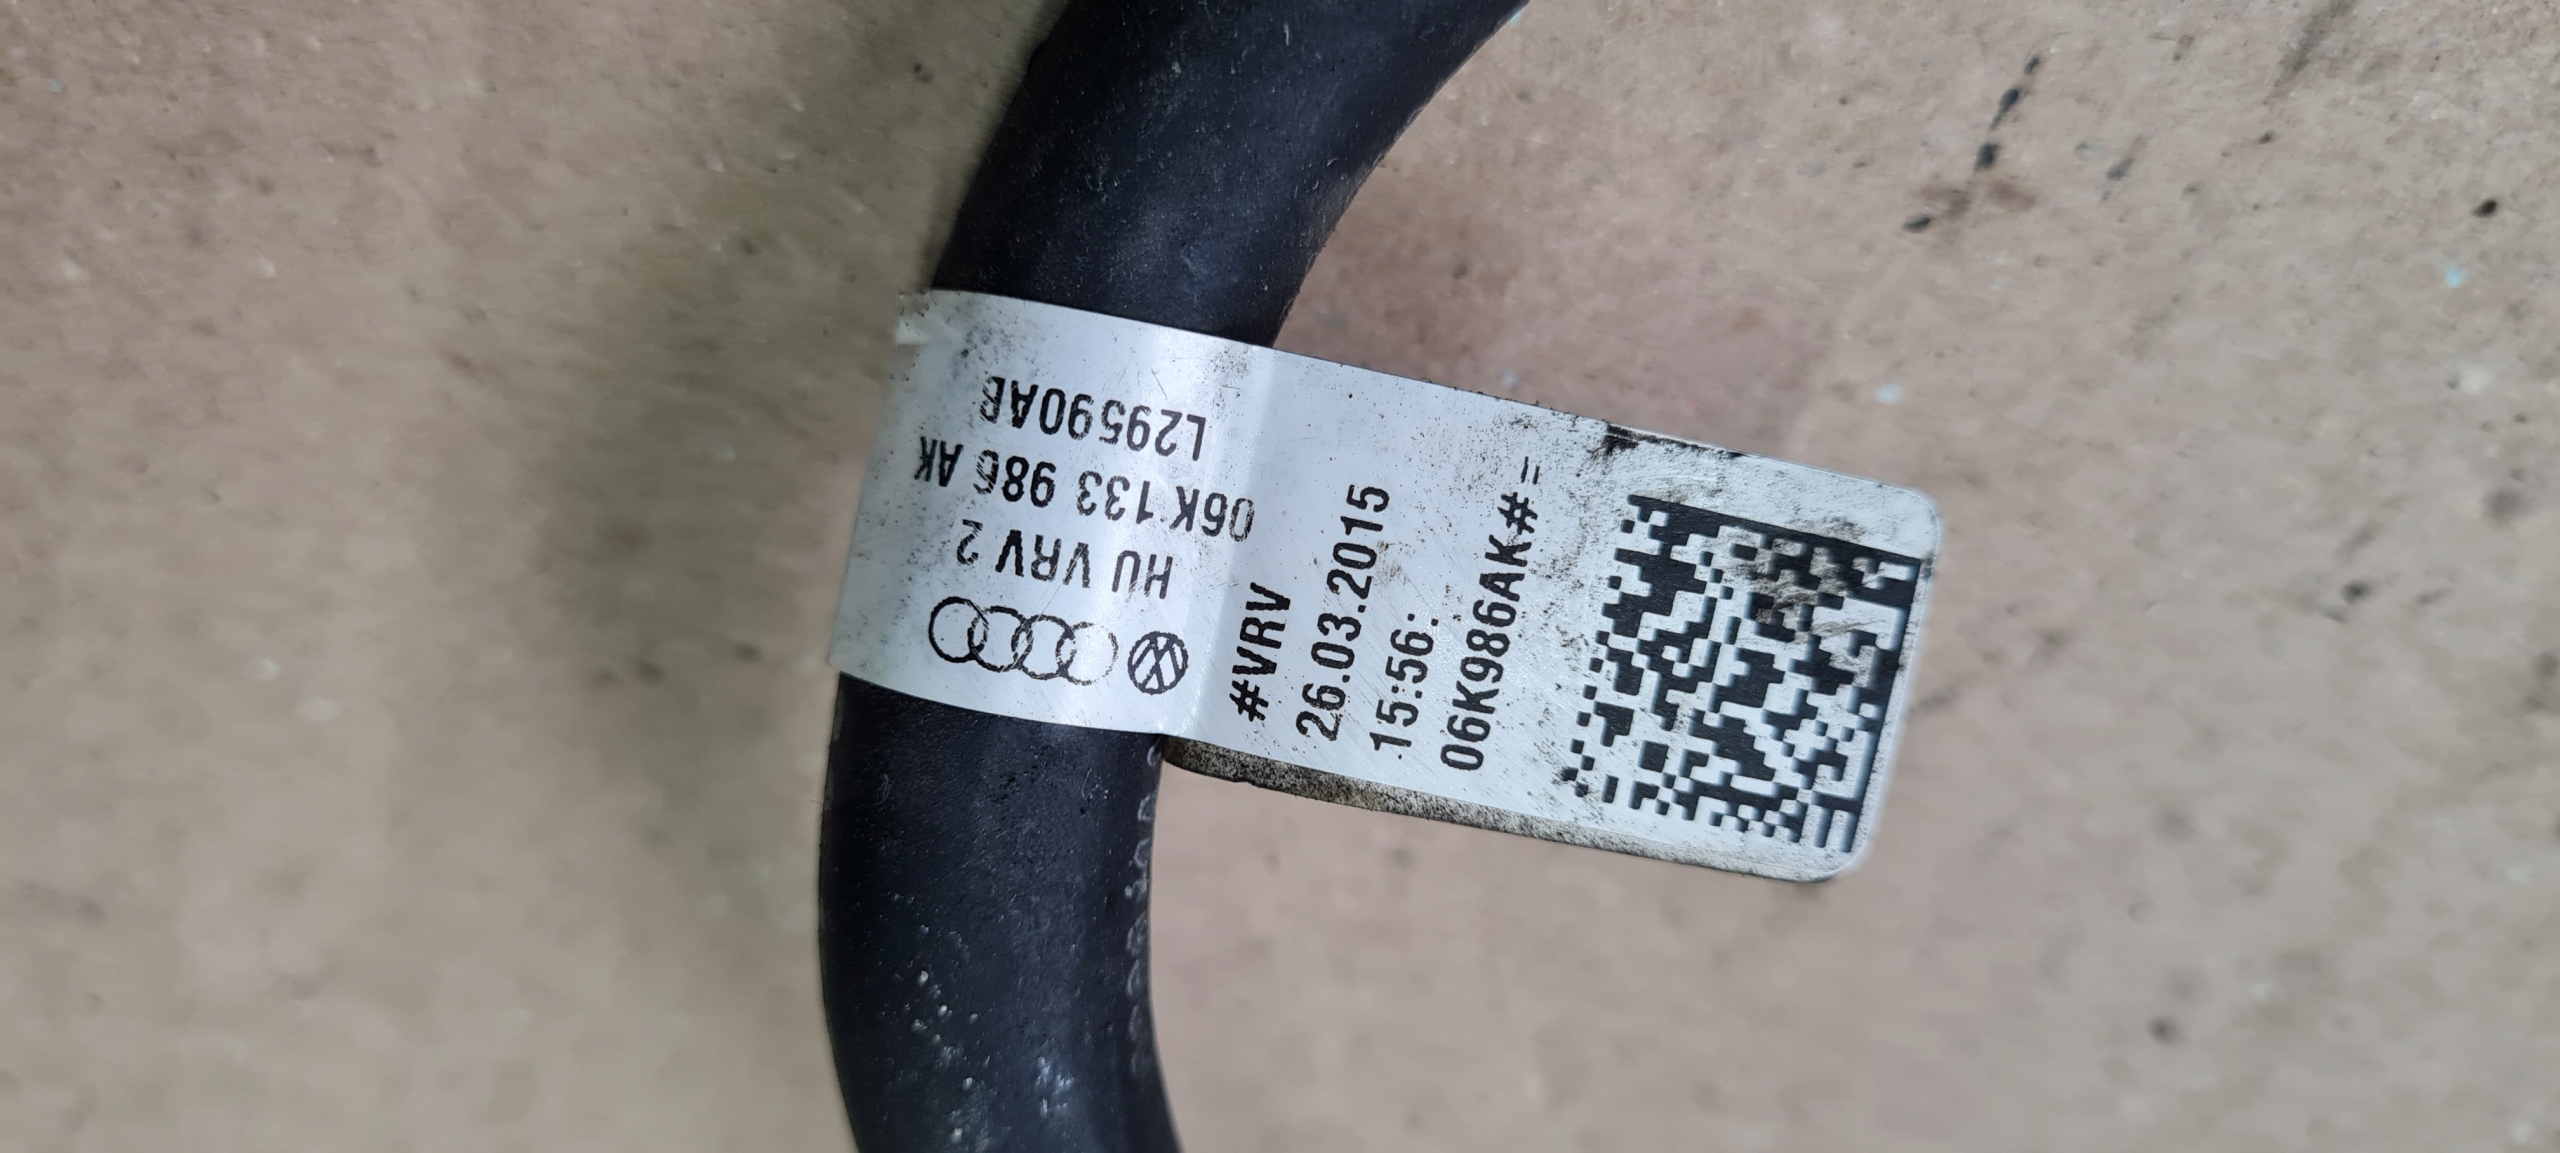 HU VRV 2
06K 133 986 AK
L29590AB
#VRV
26.03.2015
15:56:
06K986AK#=